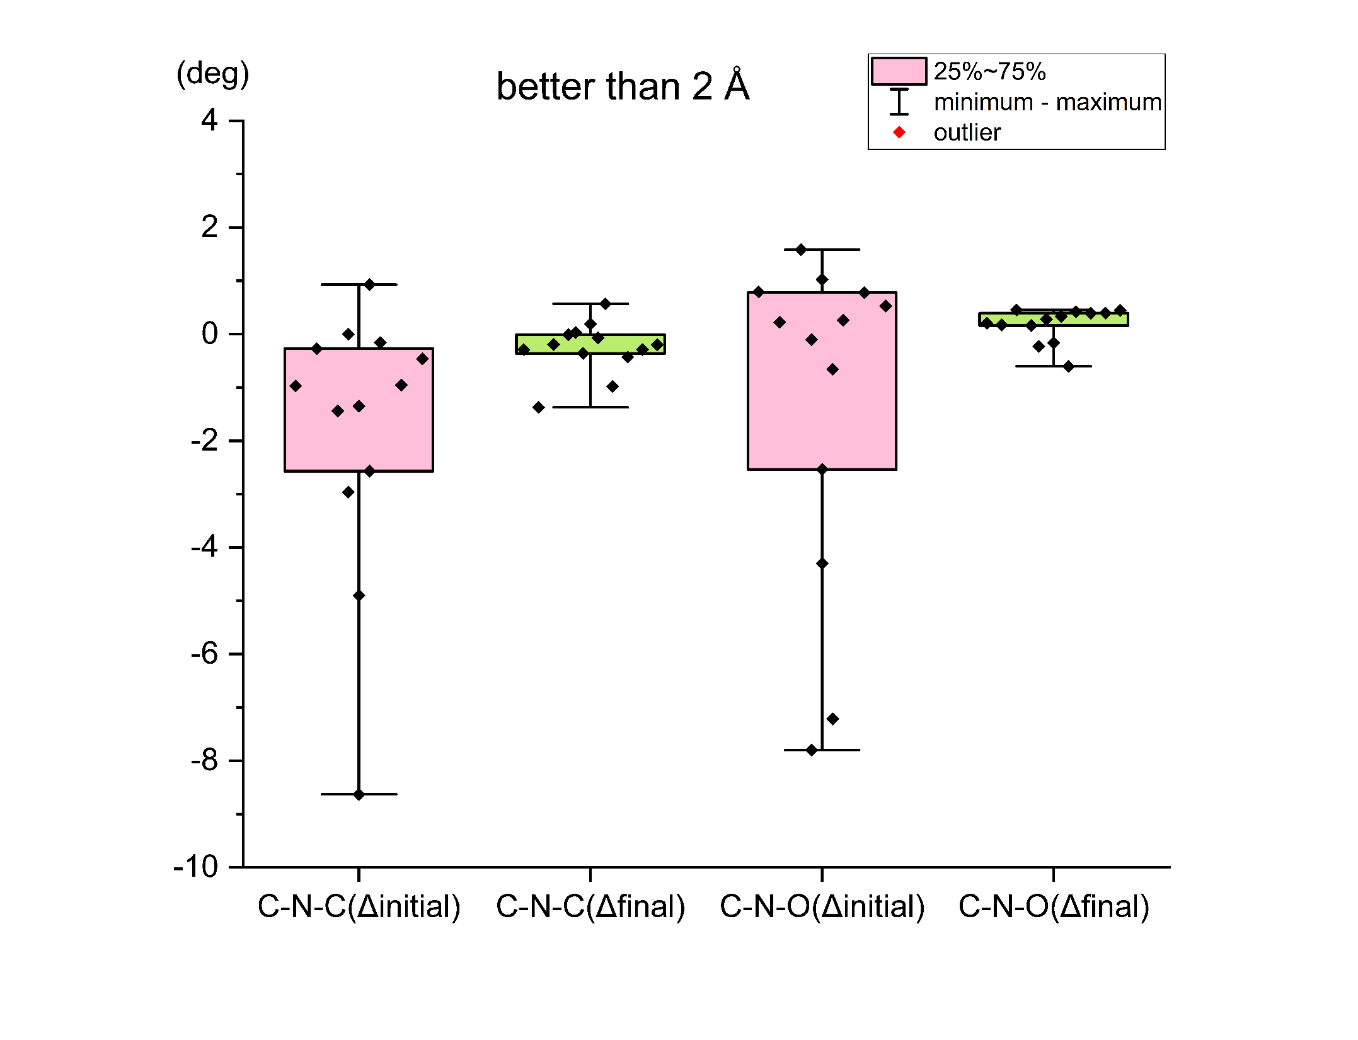 (deg)
better than 2 Å
25%~75%
minimum - maximum
outlier
4
2
0
-2
-4
-6
-8
-10
C-N-C(Δinitial)
C-N-C(Δfinal)
C-N-O(Δinitial)
C-N-O(Δfinal)